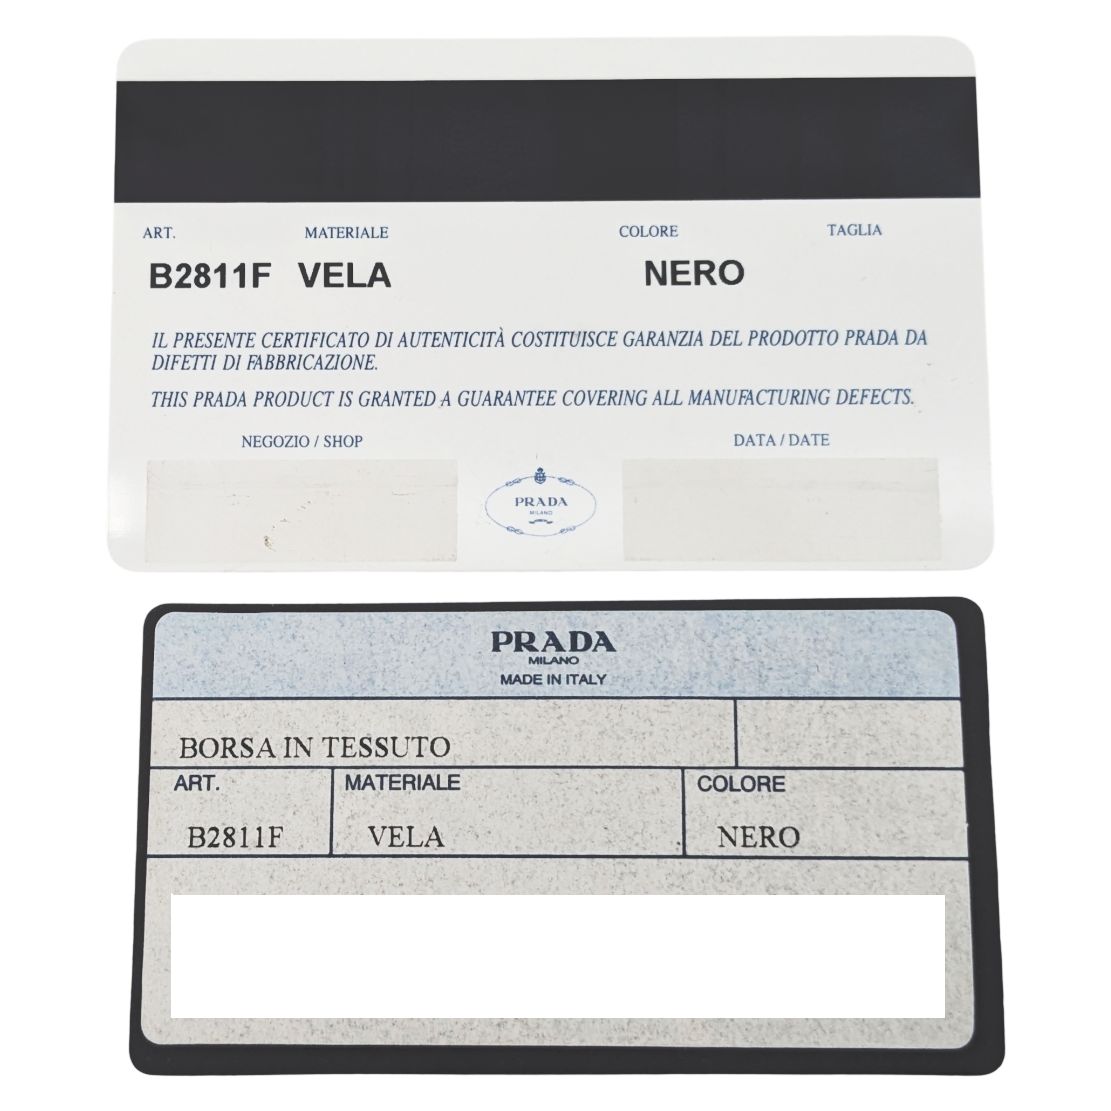 ART. MATERIALE COLORE TAGLIA
B2811F VELA NERO
IL PRESENTE CERTIFICATO DI AUTENTICITÀ COSTITUISCE GARANZIA DEL PRODOTTO PRADA DA
DIFETTI DI FABBRICAZIONE.
THIS PRADA PRODUCT IS GRANTED A GUARANTEE COVERING ALL MANUFACTURING DEFECTS.
NEGOZIO / SHOP DATA / DATE
PRADA
MILANO
PRADA
MILANO
MADE IN ITALY
BORSA IN TESSUTO
ART. MATERIALE COLORE
B2811F VELA NERO